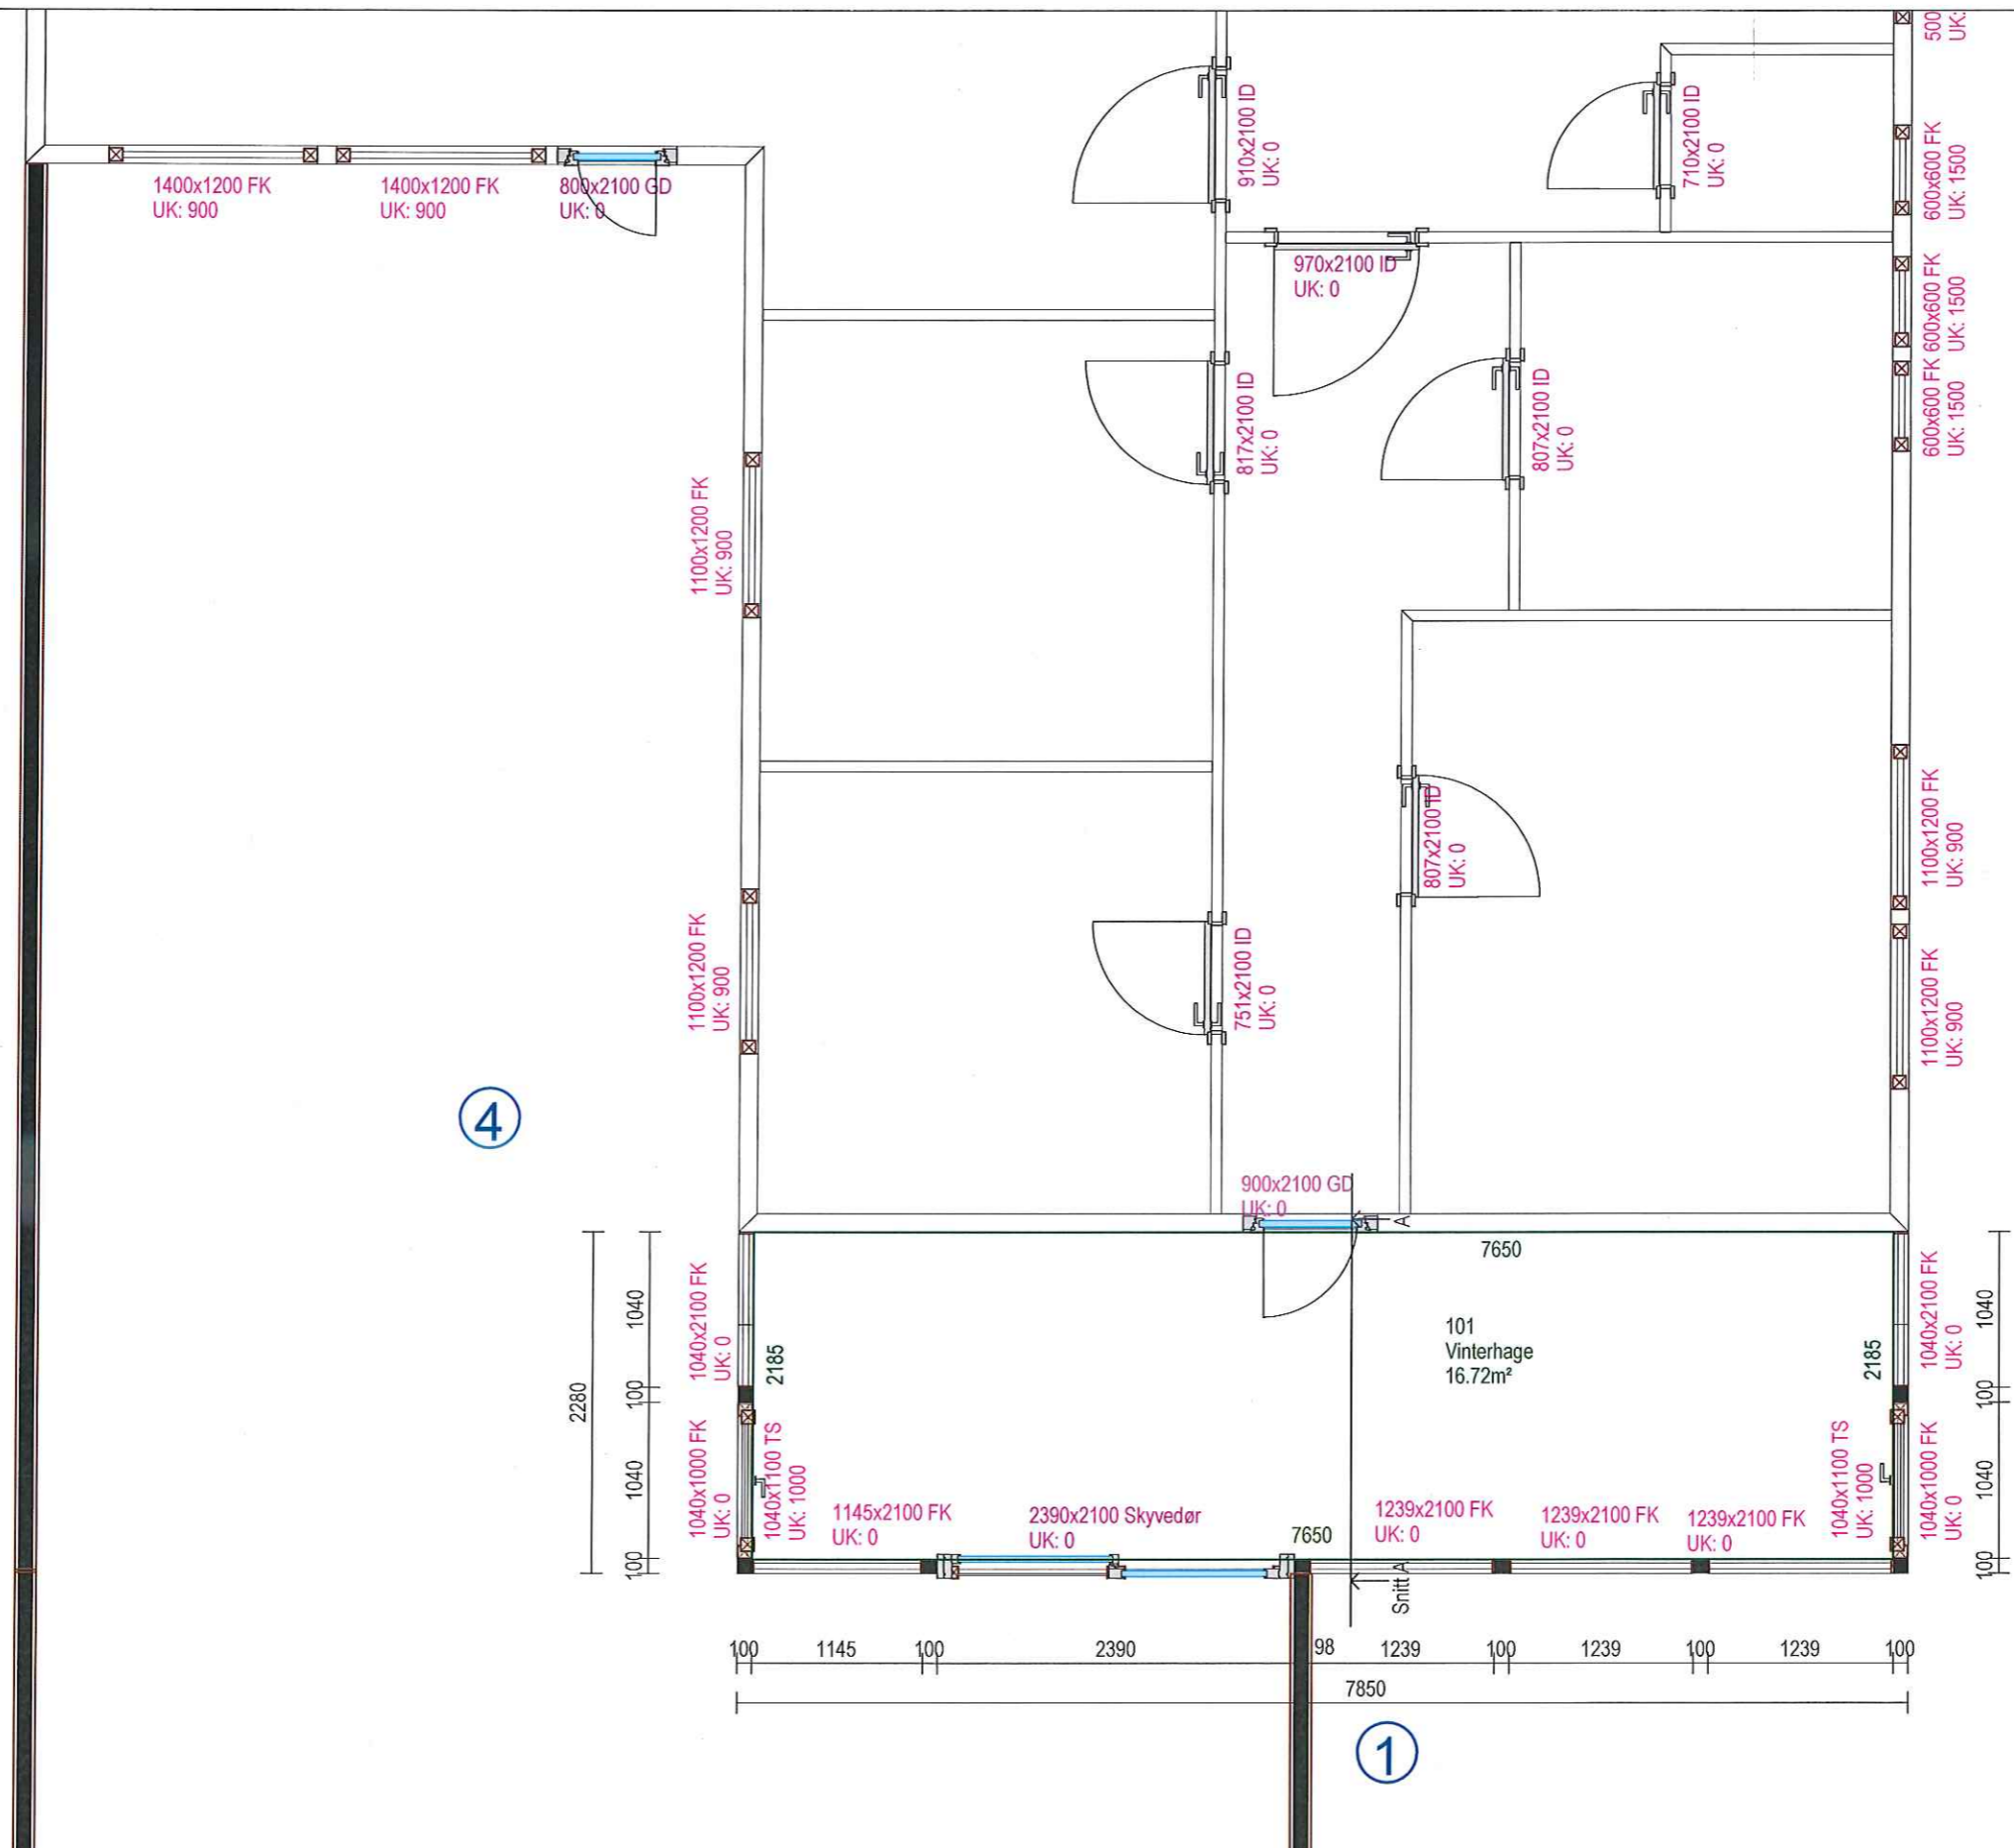 500
UK:
910x2100 ID
UK: 0
710x2100 ID
UK: 0
600x600 FK
UK: 1500
1400x1200 FK
UK: 900
1400x1200 FK
UK: 900
800x2100 GD
UK: 0
970x2100 ID
UK: 0
600x600 FK
UK: 1500
817x2100 ID
UK: 0
807x2100 ID
UK: 0
600x600 FK
UK: 1500
1100x1200 FK
UK: 900
807x2100 ID
UK: 0
1100x1200 FK
UK: 900
1100x1200 FK
UK: 900
751x2100 ID
UK: 0
1100x1200 FK
UK: 900
4
900x2100 GD
UK: 0
A
7650
1040
1040x2100 FK
UK: 0
2185
101
Vinterhage
16.72m²
2185
1040x2100 FK
UK: 0
1040
2280
100
100
1040
1040x1000 FK
UK: 0
1040x1100 TS
UK: 1000
1145x2100 FK
UK: 0
2390x2100 Skyvedør
UK: 0
7650
1239x2100 FK
UK: 0
1239x2100 FK
UK: 0
1239x2100 FK
UK: 0
1040x1100 TS
UK: 1000
1040x1000 FK
UK: 0
1040
100
100
Snitt A
100 1145 100 2390 98 1239 100 1239 100 1239 100
7850
1